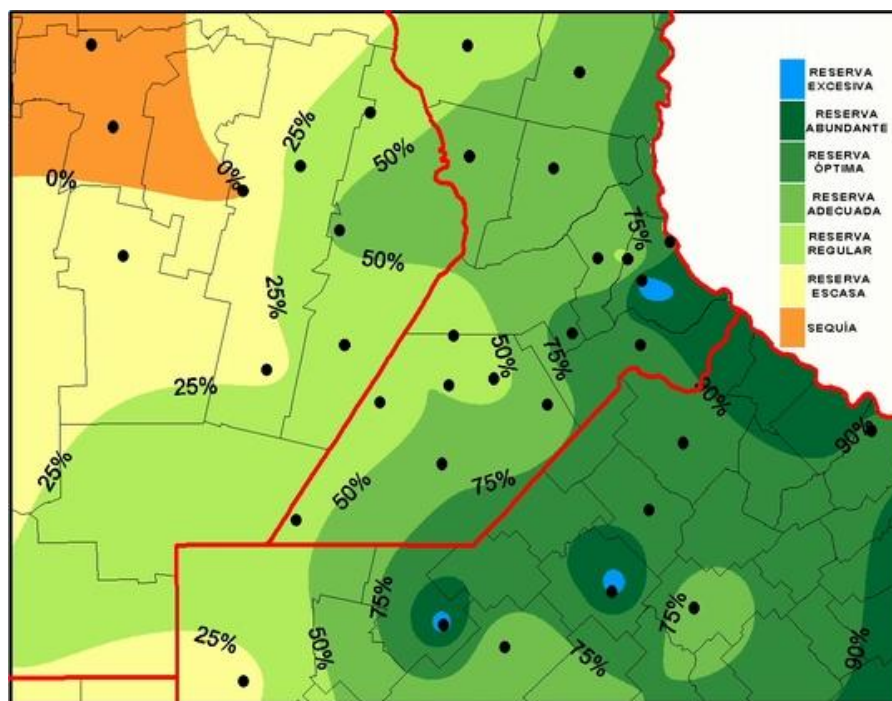 RESERVA
EXCESIVA
RESERVA
ABUNDANTE
RESERVA
ÓPTIMA
RESERVA
ADECUADA
RESERVA
REGULAR
RESERVA
ESCASA
SEQUÍA
25%
50%
0%
0%
75%
50%
25%
50%
75%
25%
90%
90%
25%
50%
75%
75%
75%
25%
50%
75%
90%